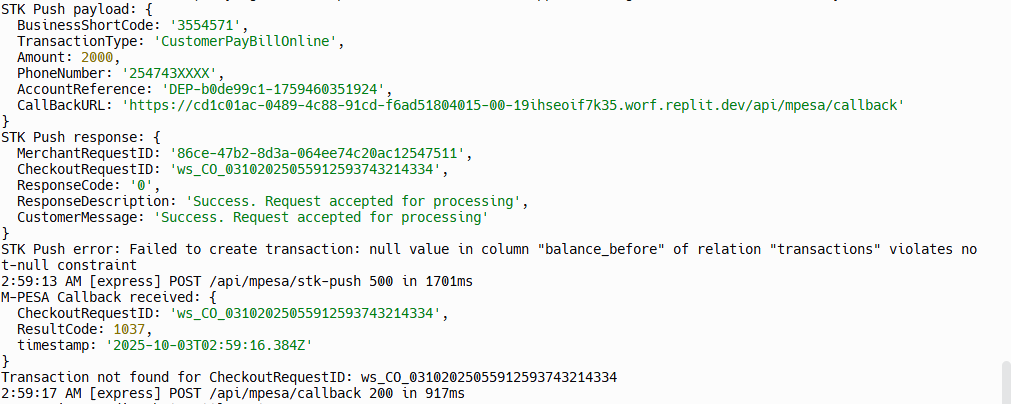 STK Push payload: {
  BusinessShortCode: '3554571',
  TransactionType: 'CustomerPayBillOnline',
  Amount: 2000,
  PhoneNumber: '254743XXXX',
  AccountReference: 'DEP-b0de99c1-1759460351924',
  CallBackURL: 'https://cd1c01ac-0489-4c88-91cd-f6ad51804015-00-19ihseoif7k35.worf.replit.dev/api/mpesa/callback'
}
STK Push response: {
  MerchantRequestID: '86ce-47b2-8d3a-064ee74c20ac12547511',
  CheckoutRequestID: 'ws_CO_03102025055912593743214334',
  ResponseCode: '0',
  ResponseDescription: 'Success. Request accepted for processing',
  CustomerMessage: 'Success. Request accepted for processing'
}
STK Push error: Failed to create transaction: null value in column "balance_before" of relation "transactions" violates no
t-null constraint
2:59:13 AM [express] POST /api/mpesa/stk-push 500 in 1701ms
M-PESA Callback received: {
  CheckoutRequestID: 'ws_CO_03102025055912593743214334',
  ResultCode: 1037,
  timestamp: '2025-10-03T02:59:16.384Z'
}
Transaction not found for CheckoutRequestID: ws_CO_03102025055912593743214334
2:59:17 AM [express] POST /api/mpesa/callback 200 in 917ms